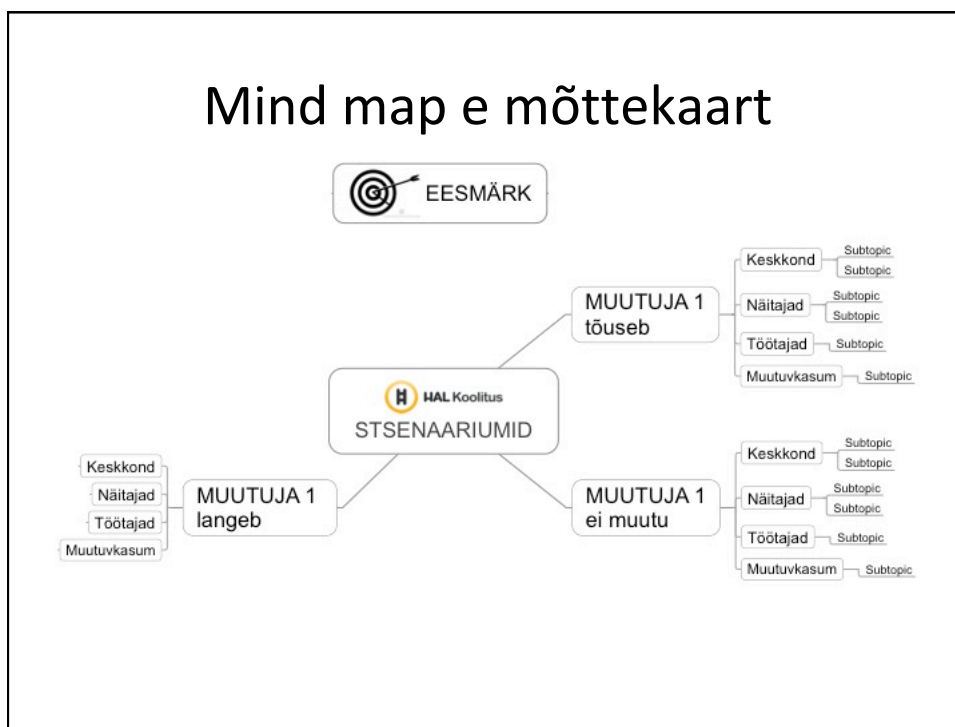 Mind map e mõttekaart
EESMÄRK
MUUTUJA 1
tõuseb
Keskkond
Subtopic
Subtopic
Näitajad
Subtopic
Subtopic
Töötajad
Subtopic
Muutuvkasum
Subtopic
HAL Koolitus
STSENAARIUMID
MUUTUJA 1
langeb
Keskkond
Näitajad
Töötajad
Muutuvkasum
MUUTUJA 1
ei muutu
Keskkond
Subtopic
Subtopic
Näitajad
Subtopic
Subtopic
Töötajad
Subtopic
Muutuvkasum
Subtopic